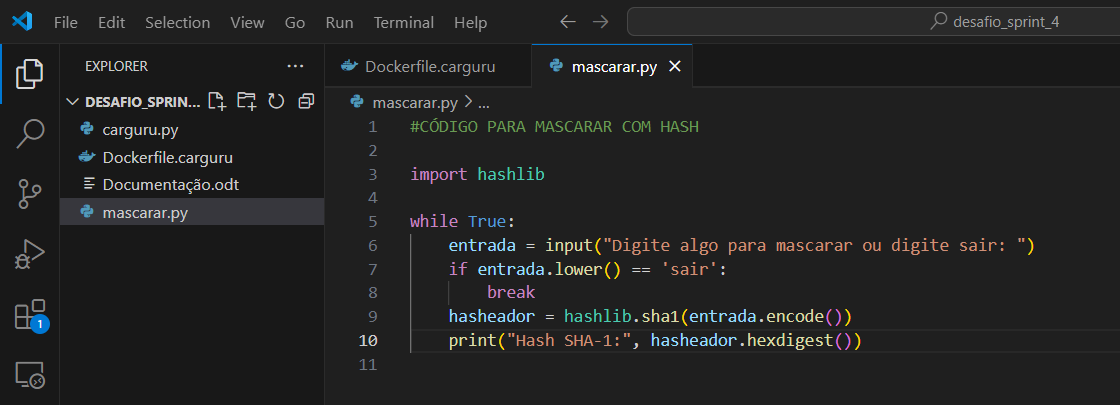 File Edit Selection View Go Run Terminal Help desafio_sprint_4
EXPLORER ...
DESAFIO_SPRIN...
carguru.py
Dockerfile.carguru
Documentação.odt
mascarar.py
1
Dockerfile.carguru mascarar.py
mascarar.py > ...
1 #CÓDIGO PARA MASCARAR COM HASH
2
3 import hashlib
4
5 while True:
6 entrada = input("Digite algo para mascarar ou digite sair: ")
7 if entrada.lower() == 'sair':
8 break
9 hasheador = hashlib.sha1(entrada.encode())
10 print("Hash SHA-1:", hasheador.hexdigest())
11